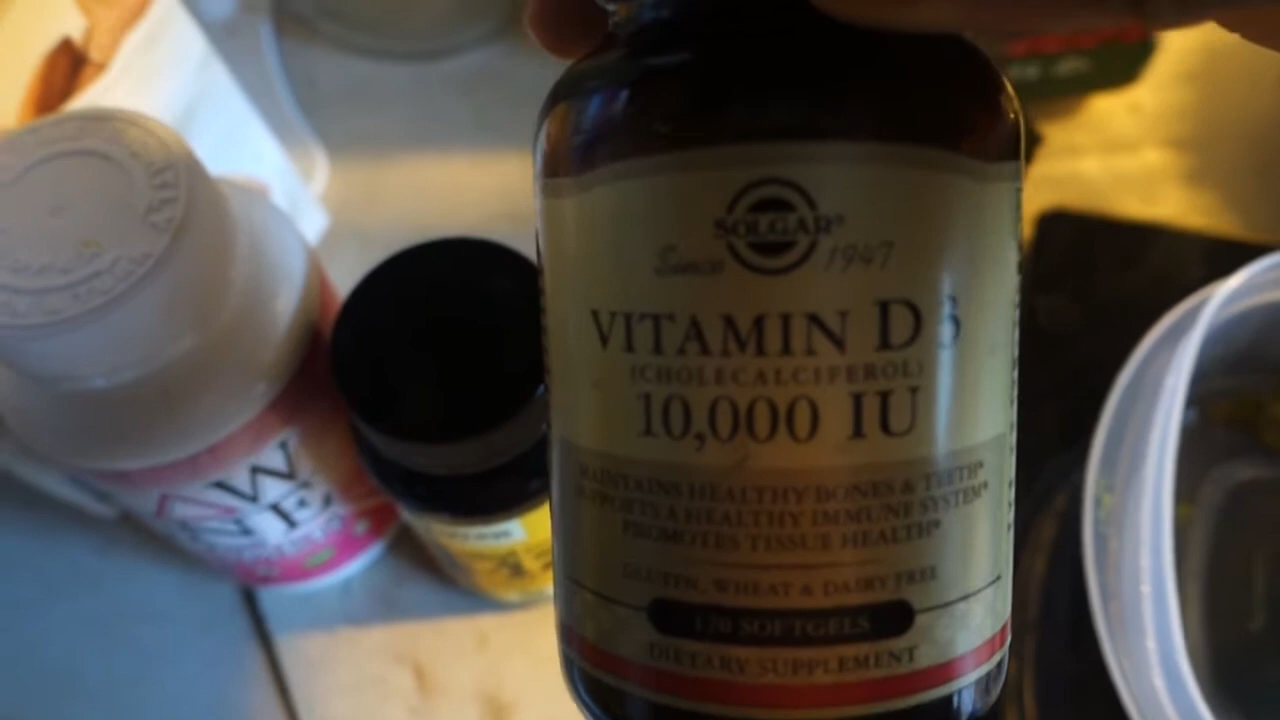 SOLGAR®
Since 1947
VITAMIN D3
(CHOLECALCIFEROL)
10,000 IU
MAINTAINS HEALTHY BONES & TEETH*
SUPPORTS A HEALTHY IMMUNE SYSTEM*
PROMOTES TISSUE HEALTH*
GLUTEN, WHEAT & DAIRY FREE
120 SOFTGELS
DIETARY SUPPLEMENT